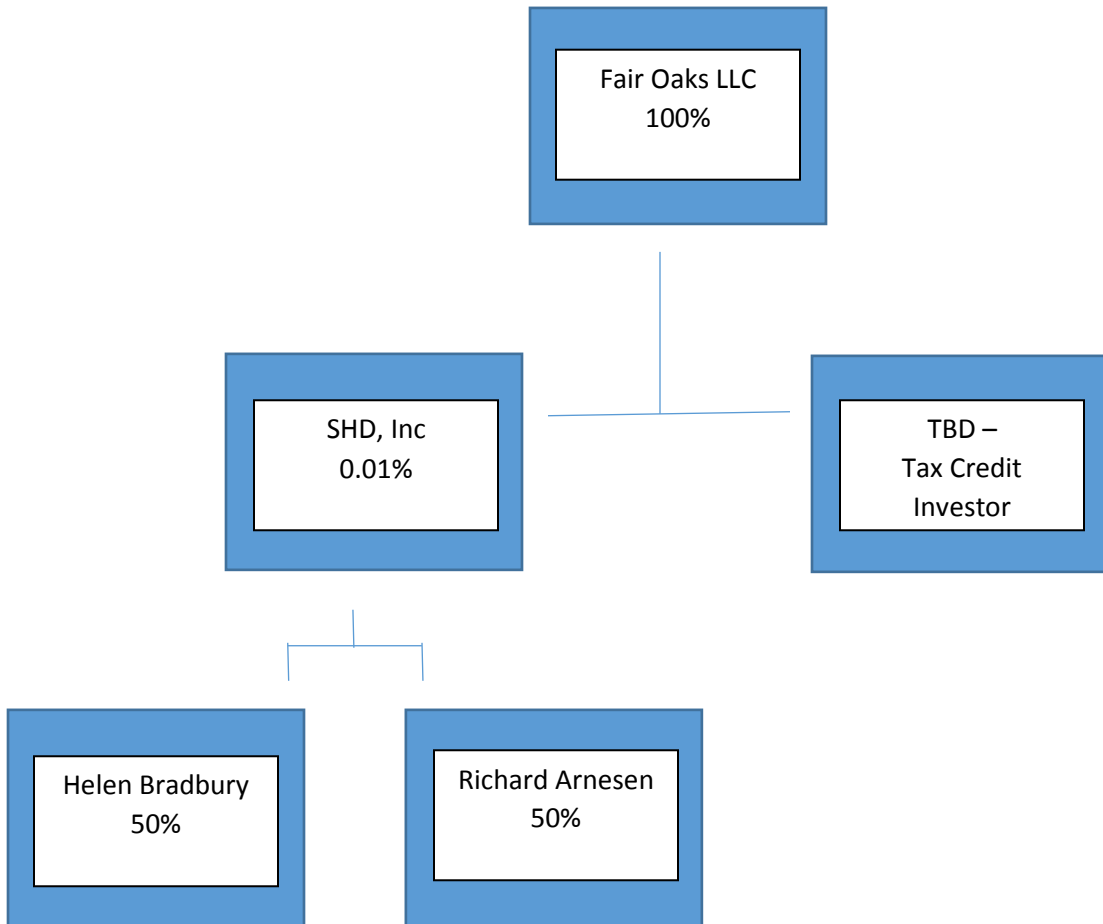 Fair Oaks LLC
100%
SHD, Inc
0.01%
TBD –
Tax Credit
Investor
Helen Bradbury
50%
Richard Arnesen
50%